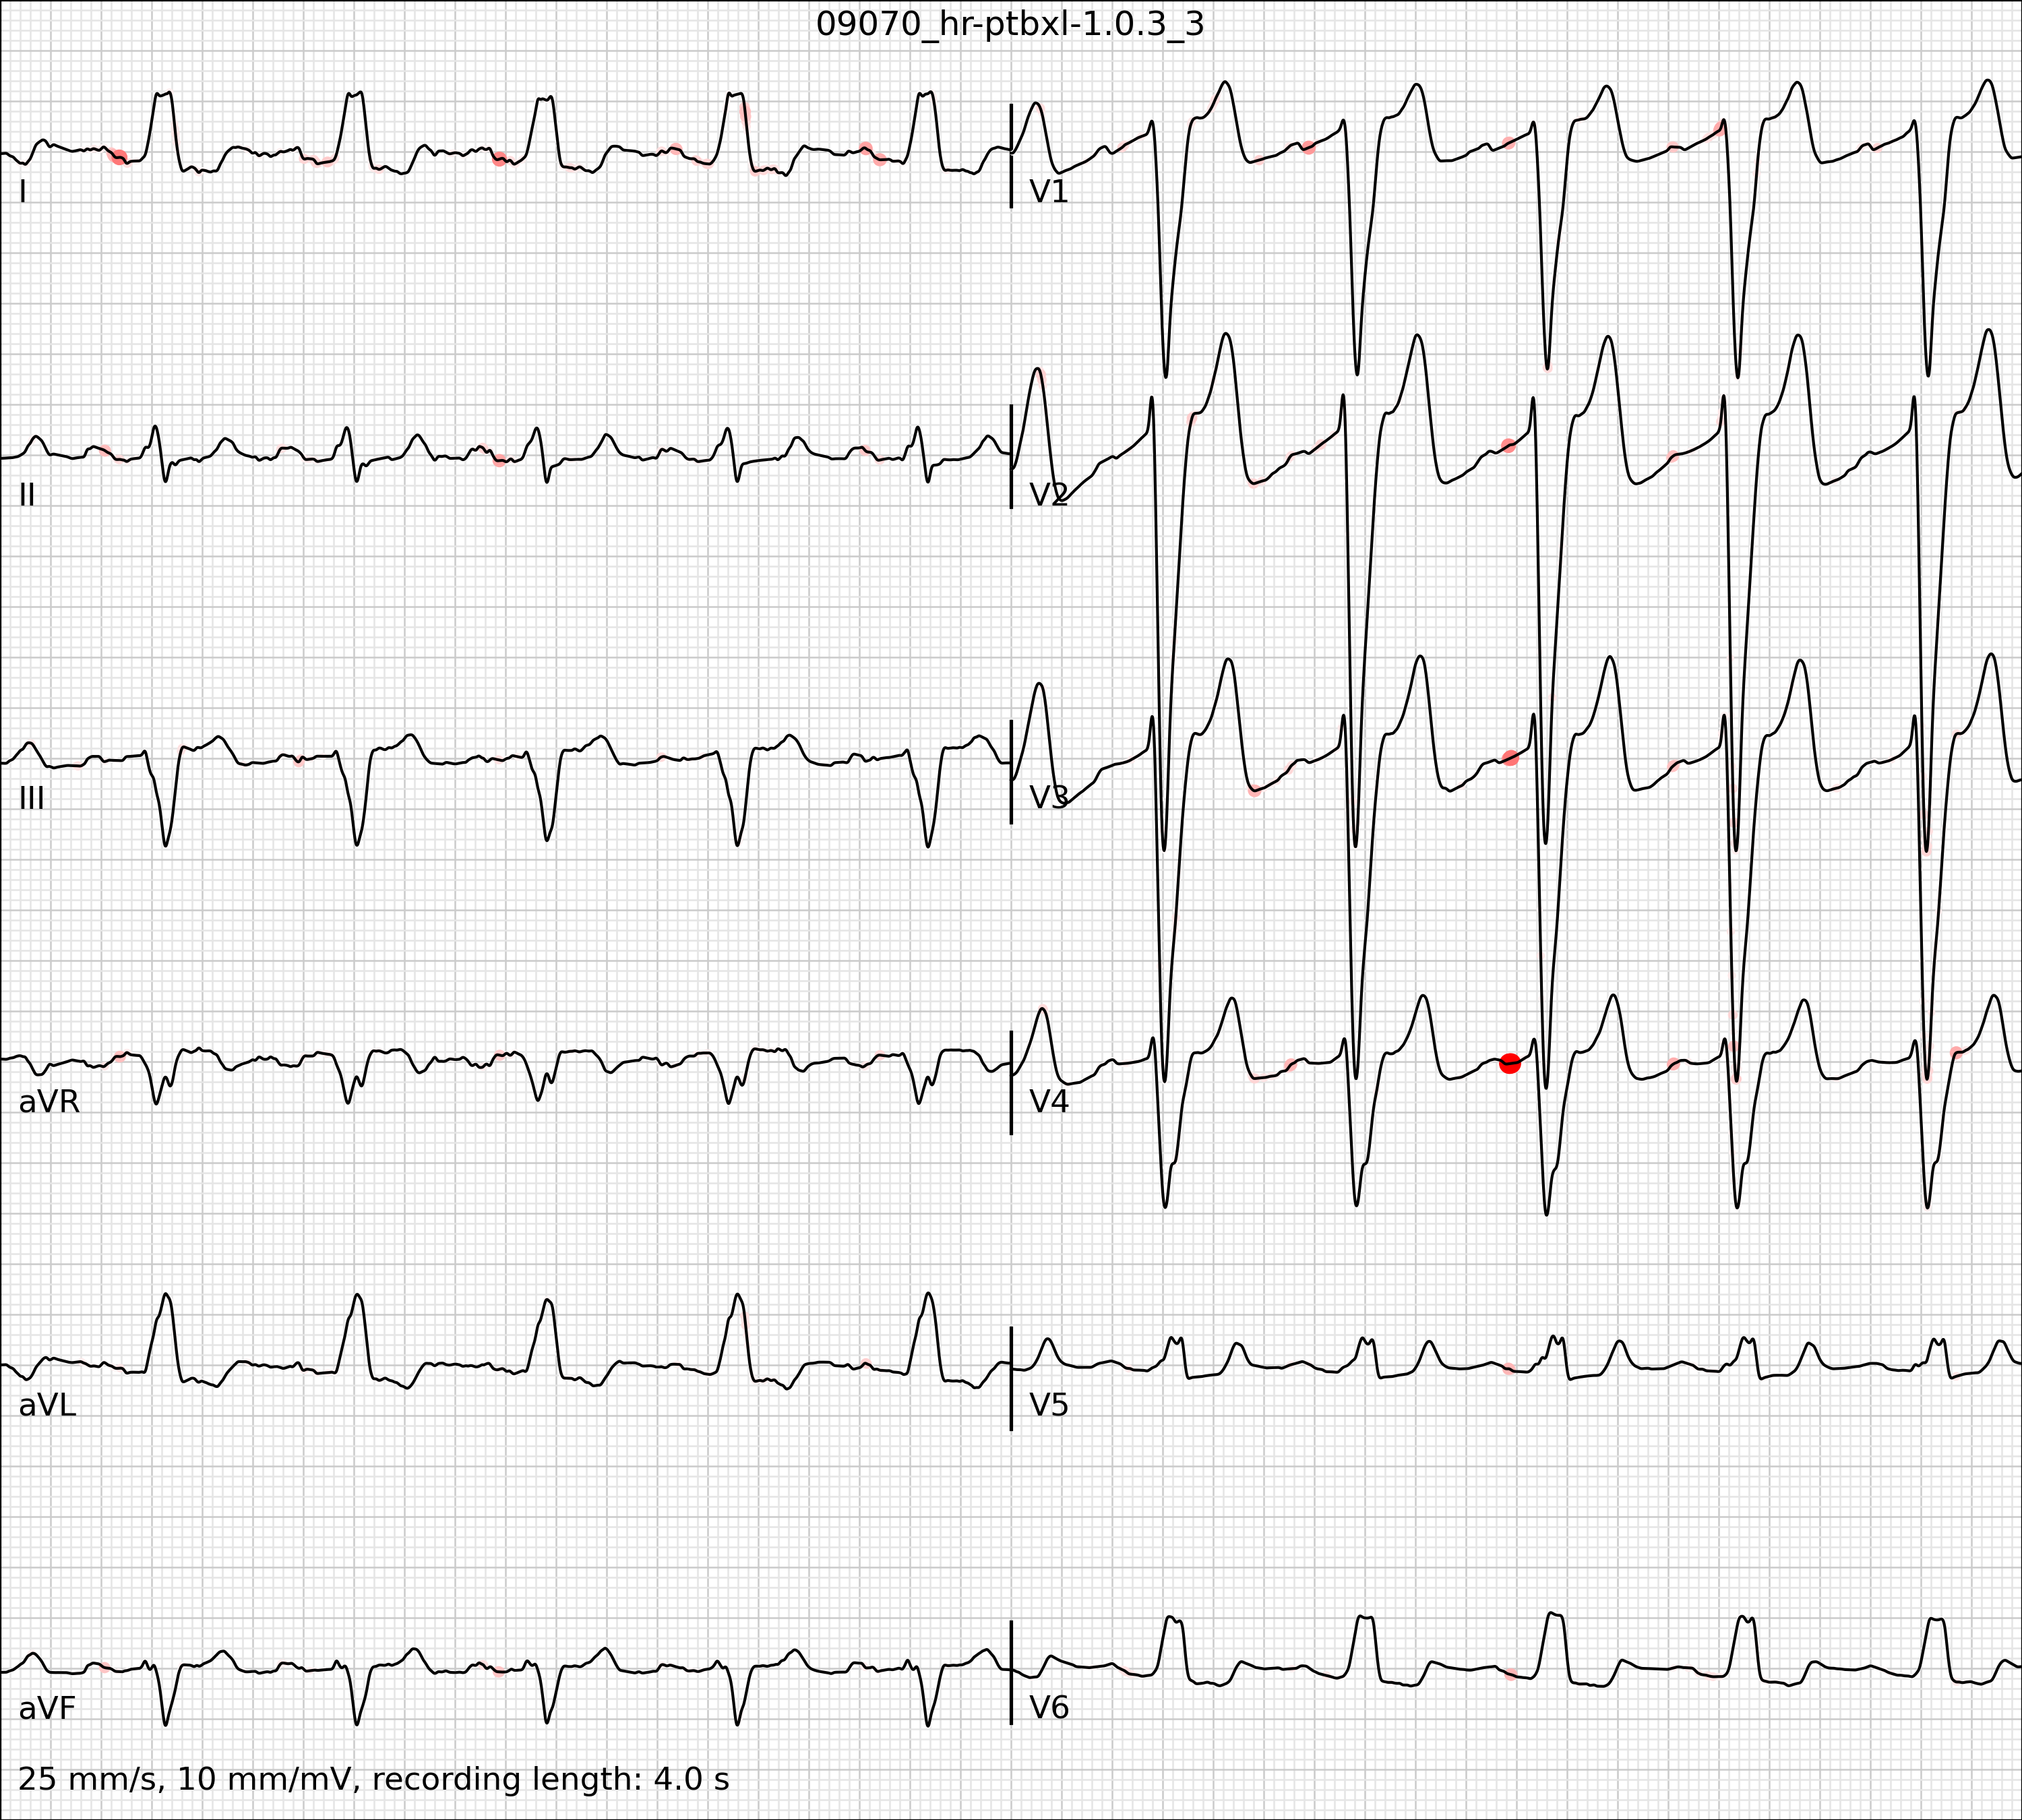 09070_hr-ptbxl-1.0.3_3
I
V1
II
V2
III
V3
aVR
V4
aVL
V5
aVF
V6
25 mm/s, 10 mm/mV, recording length: 4.0 s